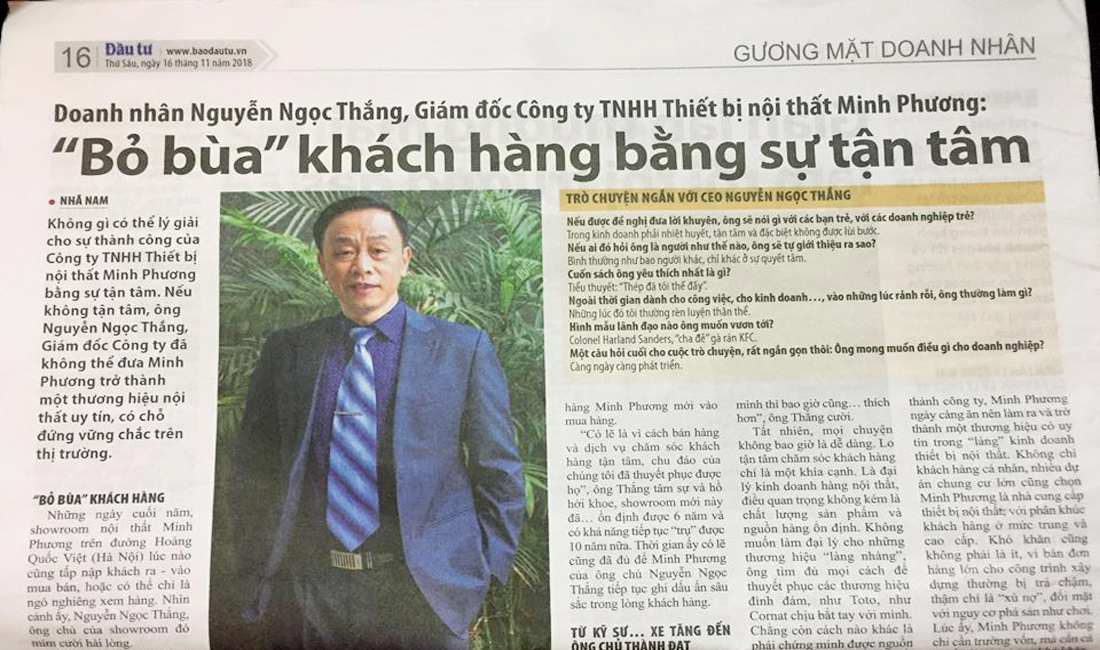 16
Đầu tư
www.baodautu.vn
Thứ Sáu, ngày 16 tháng 11 năm 2018
GƯƠNG MẶT DOANH NHÂN
Doanh nhân Nguyễn Ngọc Thắng, Giám đốc Công ty TNHH Thiết bị nội thất Minh Phương:
“Bỏ bùa” khách hàng bằng sự tận tâm
• NHÃ NAM
Không gì có thể lý giải
cho sự thành công của
Công ty TNHH Thiết bị
nội thất Minh Phương
bằng sự tận tâm. Nếu
không tận tâm, ông
Nguyễn Ngọc Thắng,
Giám đốc Công ty đã
không thể đưa Minh
Phương trở thành
một thương hiệu nội
thất uy tín, có chỗ
đứng vững chắc trên
thị trường.
“BỎ BÙA” KHÁCH HÀNG
Những ngày cuối năm,
showroom nội thất Minh
Phương trên đường Hoàng
Quốc Việt (Hà Nội) lúc nào
cũng tấp nập khách ra - vào
mua bán, hoặc có thể chỉ là
ngó nghiêng xem hàng. Nhìn
cảnh ấy, Nguyễn Ngọc Thắng,
ông chủ của showroom đó
mỉm cười hài lòng.
TRÒ CHUYỆN NGẮN VỚI CEO NGUYỄN NGỌC THẮNG
Nếu được đề nghị đưa lời khuyên, ông sẽ nói gì với các bạn trẻ, với các doanh nghiệp trẻ?
Trong kinh doanh phải nhiệt huyết, tận tâm và đặc biệt không được lùi bước.
Nếu ai đó hỏi ông là người như thế nào, ông sẽ tự giới thiệu ra sao?
Bình thường như bao người khác, chỉ khác ở sự quyết tâm.
Cuốn sách ông yêu thích nhất là gì?
Tiểu thuyết: “Thép đã tôi thế đấy”.
Ngoài thời gian dành cho công việc, cho kinh doanh…, vào những lúc rảnh rỗi, ông thường làm gì?
Những lúc đó tôi thường rèn luyện thân thể.
Hình mẫu lãnh đạo nào ông muốn vươn tới?
Colonel Harland Sanders, “cha đẻ” gà rán KFC.
Một câu hỏi cuối cho cuộc trò chuyện, rất ngắn gọn thôi: Ông mong muốn điều gì cho doanh nghiệp?
Càng ngày càng phát triển.
hàng Minh Phương mới vào
mua hàng.
“Có lẽ là vì cách bán hàng
và dịch vụ chăm sóc khách
hàng tận tâm, chu đáo của
chúng tôi đã thuyết phục được
họ”, ông Thắng tâm sự và hồ
hởi khoe, showroom mới này
đã… ổn định được 6 năm và
có khả năng tiếp tục “trụ” được
10 năm nữa. Thời gian ấy có lẽ
cũng đã đủ để Minh Phương
của ông chủ Nguyễn Ngọc
Thắng tiếp tục ghi dấu ấn sâu
sắc trong lòng khách hàng.
TỪ KỸ SƯ… XE TĂNG ĐẾN
ÔNG CHỦ THÀNH ĐẠT
minh thì bao giờ cũng… thích
hơn”, ông Thắng cười.
Tất nhiên, mọi chuyện
không bao giờ là dễ dàng. Lo
tận tâm chăm sóc khách hàng
chỉ là một khía cạnh. Là đại
lý kinh doanh hàng nội thất,
điều quan trọng không kém là
chất lượng sản phẩm và
nguồn hàng ổn định. Không
muốn làm đại lý cho những
thương hiệu “làng nhàng”,
ông tìm đủ mọi cách để
thuyết phục các thương hiệu
đình đám, như Toto, như
Comat chịu bắt tay với mình.
Chẳng còn cách nào khác là
phải chứng minh được nguồn
thành công ty, Minh Phương
ngày càng ăn nên làm ra và trở
thành một thương hiệu có uy
tín trong “làng” kinh doanh
thiết bị nội thất. Không chỉ
khách hàng cá nhân, nhiều dự
án chung cư lớn cũng chọn
Minh Phương là nhà cung cấp
thiết bị nội thất; với phân khúc
khách hàng ở mức trung và
cao cấp. Khó khăn cũng
không phải là ít, vì bán đơn
hàng lớn cho công trình xây
dựng thường bị trả chậm,
thậm chí là “xù nợ”, đối mặt
với nguy cơ phá sản như chơi.
Lúc ấy, Minh Phương không
chỉ cần trường vốn, mà cần cả